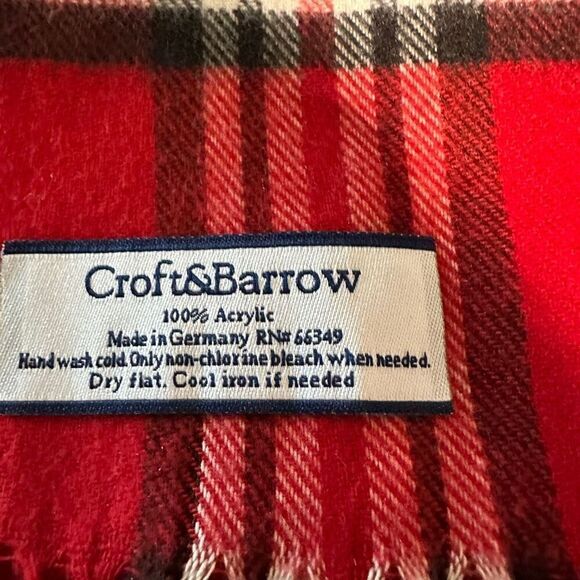 Croft&Barrow
100% Acrylic
Made in Germany RN# 66349
Hand wash cold. Only non-chlorine bleach when needed.
Dry flat. Cool iron if needed